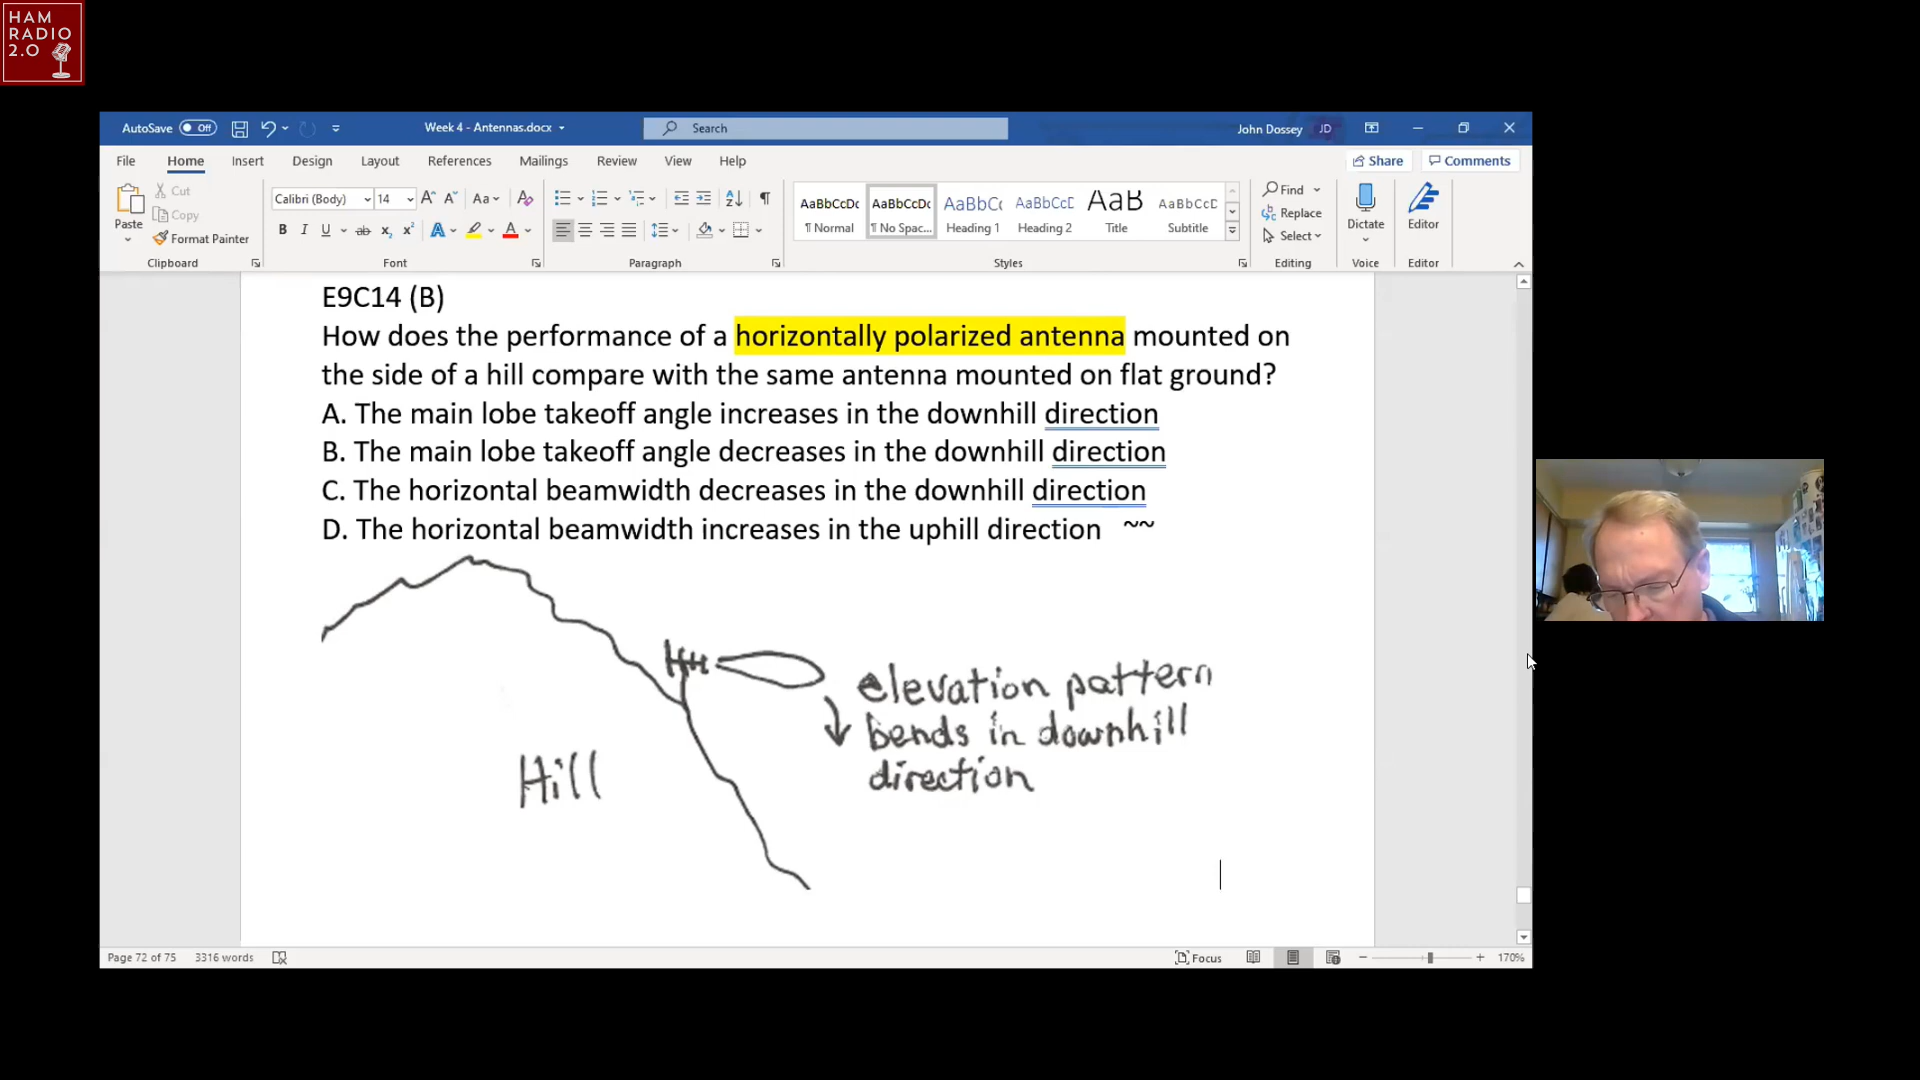 HAM
RADIO
2.0
AutoSave Off Week 4 - Antennas.docx Search John Dossey JD
File Home Insert Design Layout References Mailings Review View Help Share Comments
Paste Cut Copy Format Painter
Calibri (Body) 14 A A Aa A
B I U ab x₂ x² A A
AaBbCcDc AaBbCcDc AaBbCc AaBbCcD AaB AaBbCcD
¶ Normal ¶ No Spac... Heading 1 Heading 2 Title Subtitle
Find
Replace
Select
Dictate Editor
Clipboard Font Paragraph Styles Editing Voice Editor
E9C14 (B)
How does the performance of a horizontally polarized antenna mounted on
the side of a hill compare with the same antenna mounted on flat ground?
A. The main lobe takeoff angle increases in the downhill direction
B. The main lobe takeoff angle decreases in the downhill direction
C. The horizontal beamwidth decreases in the downhill direction
D. The horizontal beamwidth increases in the uphill direction ~~
elevation pattern
bends in downhill
direction
Hill
Page 72 of 75 3316 words Focus 170%